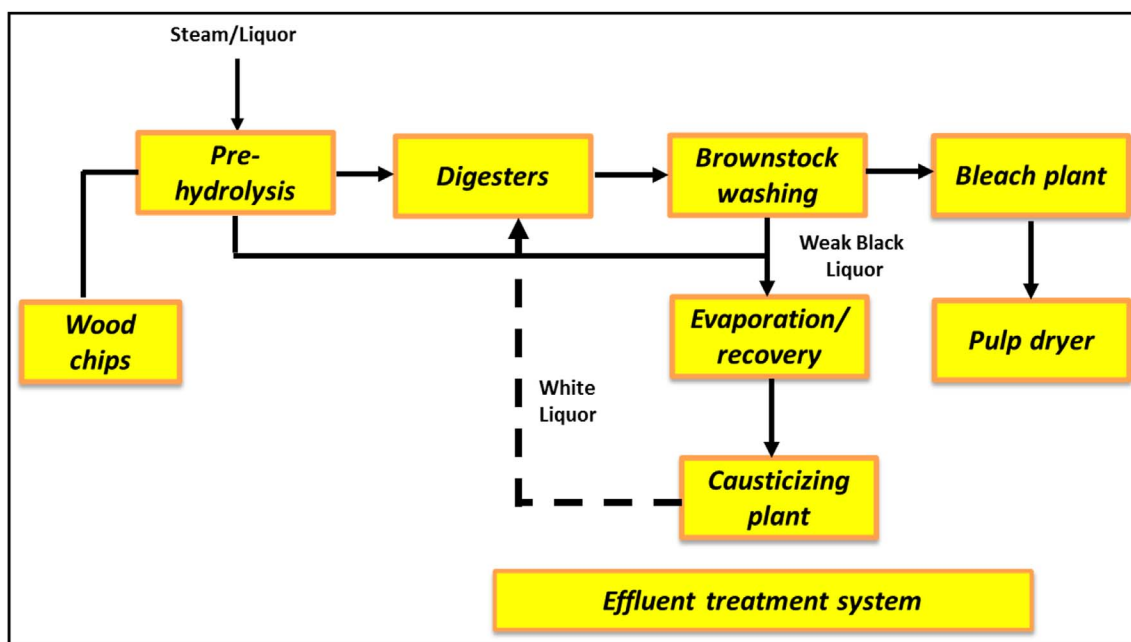 Steam/Liquor
Pre-
hydrolysis
Digesters
Brownstock
washing
Bleach plant
Weak Black
Liquor
Wood
chips
Evaporation/
recovery
Pulp dryer
White
Liquor
Causticizing
plant
Effluent treatment system